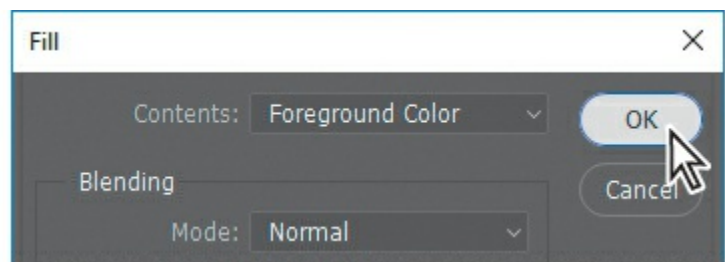 Fill
Contents: Foreground Color
OK
Blending
Cancel
Mode: Normal